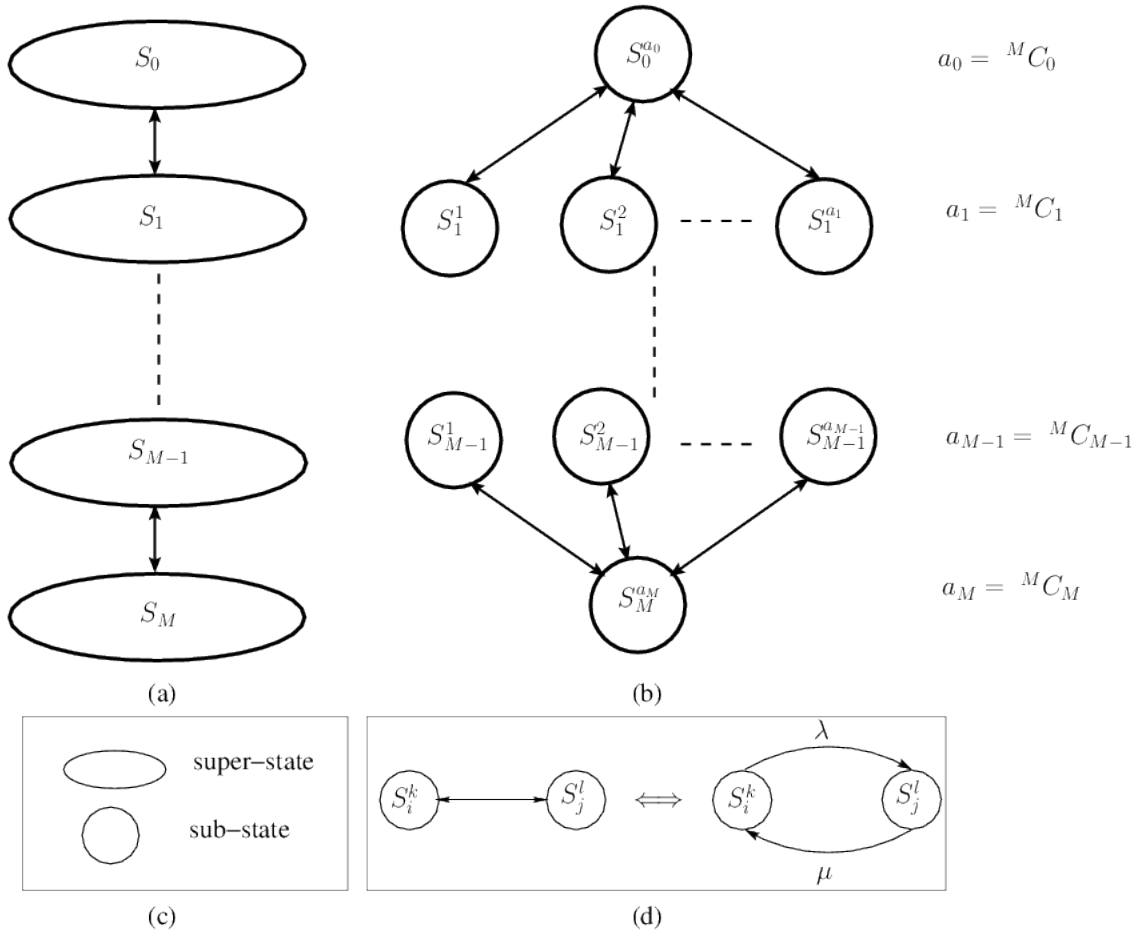 S_0
S_0^{a_0}
a_0 = ^M C_0
S_1
S_1^1
S_1^2
S_1^{a_1}
a_1 = ^M C_1
S_{M-1}
S_{M-1}^1
S_{M-1}^2
S_{M-1}^{a_{M-1}}
a_{M-1} = ^M C_{M-1}
S_M
S_M^{a_M}
a_M = ^M C_M
(a)
(b)
super–state
sub–state
(c)
S_i^k
S_j^l
⟺
S_i^k
λ
S_j^l
μ
(d)